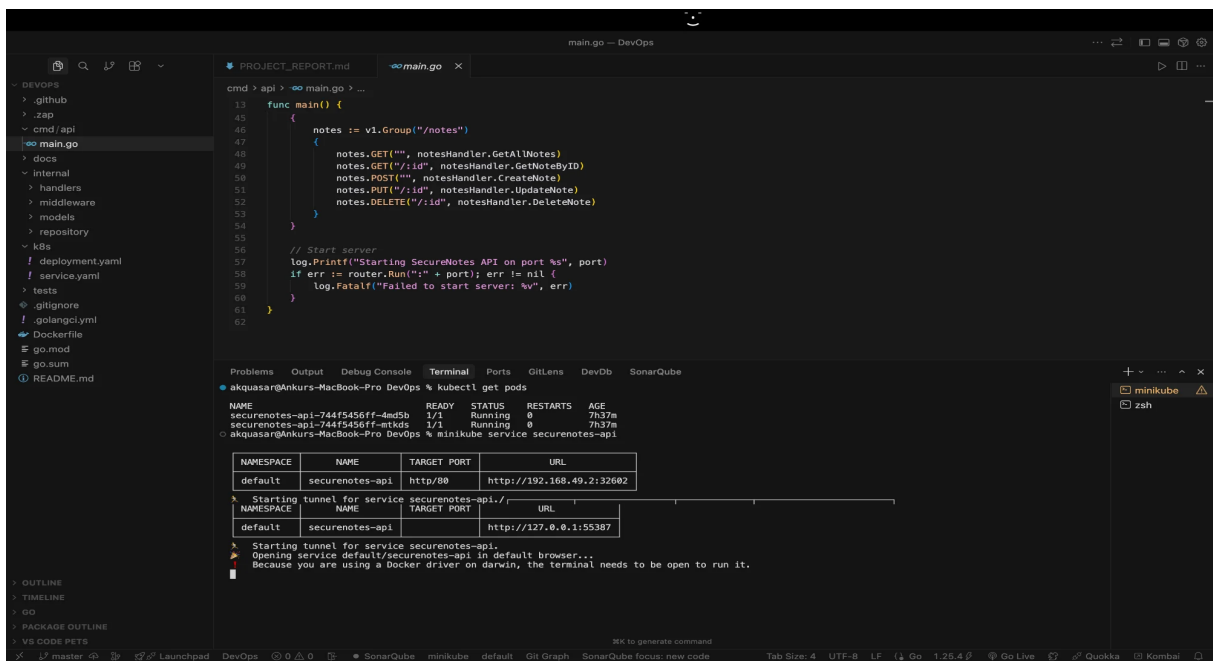 main.go — DevOps
DEVOPS
.github
.zap
cmd/api
main.go
docs
internal
handlers
middleware
models
repository
k8s
deployment.yaml
service.yaml
tests
.gitignore
.golangci.yml
Dockerfile
go.mod
go.sum
README.md
OUTLINE
TIMELINE
GO
PACKAGE OUTLINE
VS CODE PETS
PROJECT_REPORT.md main.go
cmd > api > main.go > ...
13 func main() {
45 {
46 notes := v1.Group("/notes")
47 {
48 notes.GET("", notesHandler.GetAllNotes)
49 notes.GET("/:id", notesHandler.GetNoteByID)
50 notes.POST("", notesHandler.CreateNote)
51 notes.PUT("/:id", notesHandler.UpdateNote)
52 notes.DELETE("/:id", notesHandler.DeleteNote)
53 }
54 }
55
56 // Start server
57 log.Printf("Starting SecureNotes API on port %s", port)
58 if err := router.Run(":" + port); err != nil {
59 log.Fatalf("Failed to start server: %v", err)
60 }
61 }
62
Problems Output Debug Console Terminal Ports GitLens DevDb SonarQube
akquasar@Ankurs-MacBook-Pro DevOps % kubectl get pods
NAME READY STATUS RESTARTS AGE
securenotes-api-744f5456ff-4md5b 1/1 Running 0 7h37m
securenotes-api-744f5456ff-mtkds 1/1 Running 0 7h37m
akquasar@Ankurs-MacBook-Pro DevOps % minikube service securenotes-api
NAMESPACE NAME TARGET PORT URL
default securenotes-api http/80 http://192.168.49.2:32602
Starting tunnel for service securenotes-api./
NAMESPACE NAME TARGET PORT URL
default securenotes-api http://127.0.0.1:55387
Starting tunnel for service securenotes-api.
Opening service default/securenotes-api in default browser...
! Because you are using a Docker driver on darwin, the terminal needs to be open to run it.
minikube
zsh
⌘K to generate command
master Launchpad DevOps 0 0 SonarQube minikube default Git Graph SonarQube focus: new code Tab Size: 4 UTF-8 LF Go 1.25.4 Go Live Quokka Kombai